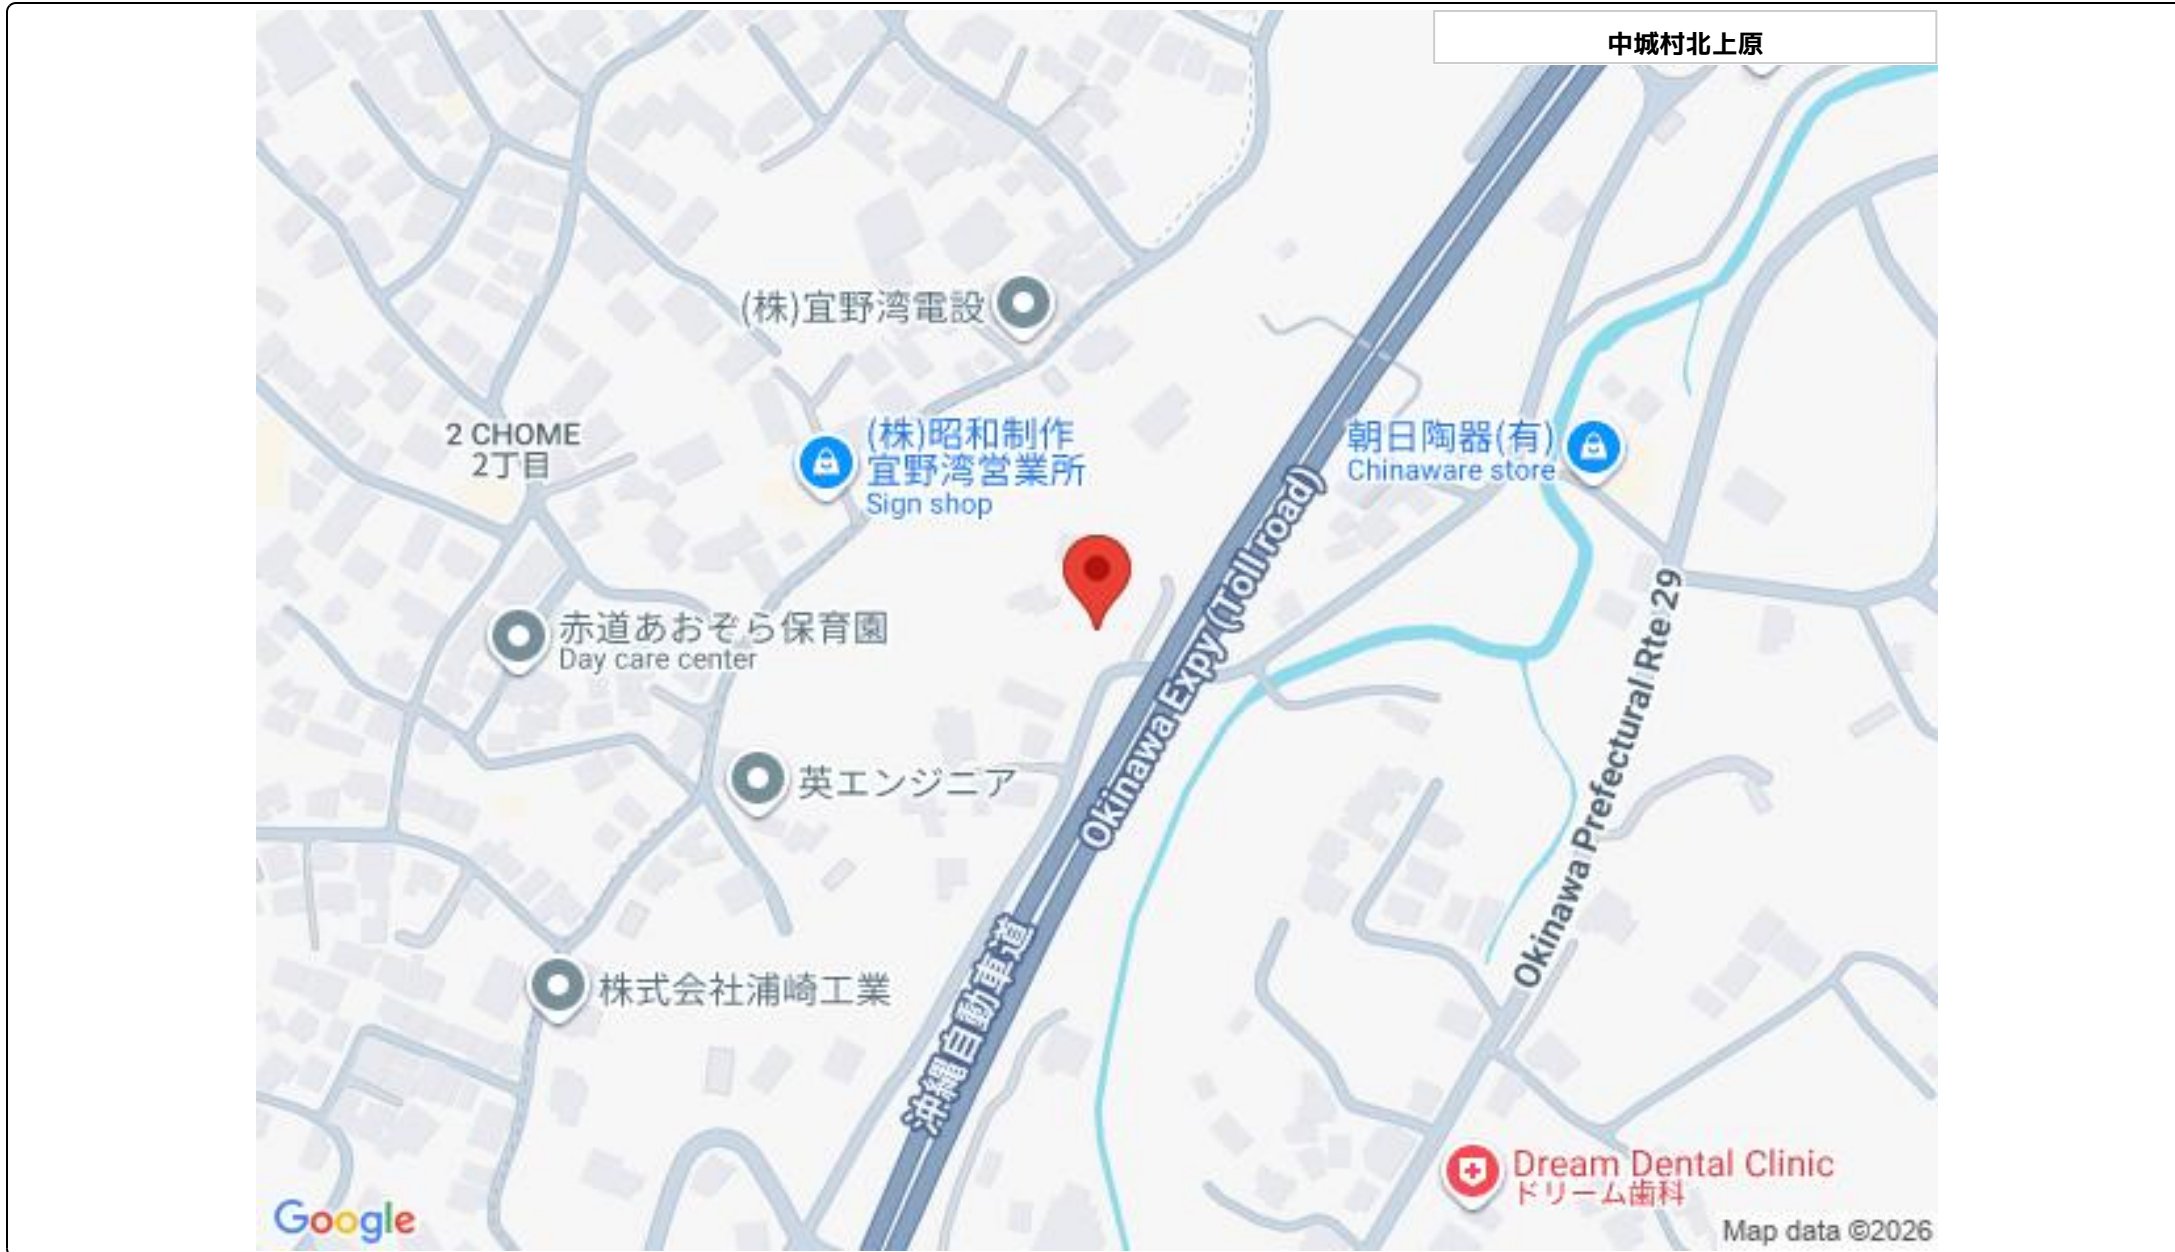 中城村北上原
(株)宜野湾電設
2 CHOME
2丁目
(株)昭和制作
宜野湾営業所
Sign shop
朝日陶器(有)
Chinaware store
赤道あおぞら保育園
Day care center
英エンジニア
Okinawa Expy (Toll road)
沖縄自動車道
Okinawa Prefectural Rte 29
株式会社浦崎工業
Dream Dental Clinic
ドリーム歯科
Google
Map data ©2026